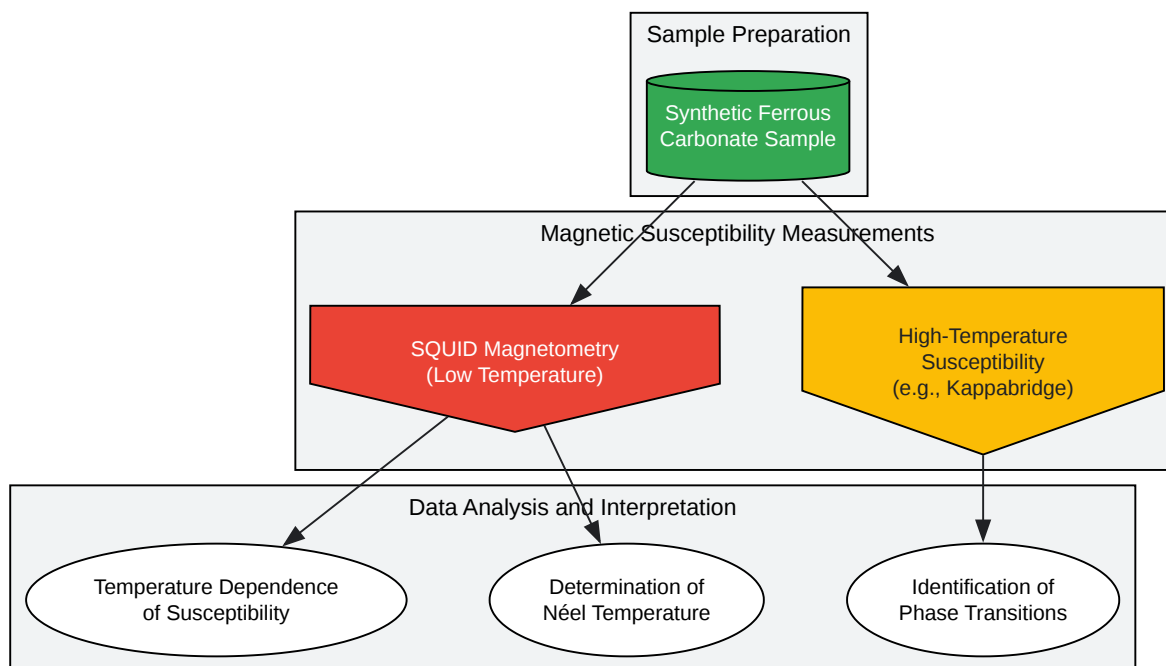 Sample Preparation
Synthetic Ferrous
Carbonate Sample
Magnetic Susceptibility Measurements
SQUID Magnetometry
(Low Temperature)
High-Temperature
Susceptibility
(e.g., Kappabridge)
Data Analysis and Interpretation
Temperature Dependence
of Susceptibility
Determination of
Néel Temperature
Identification of
Phase Transitions